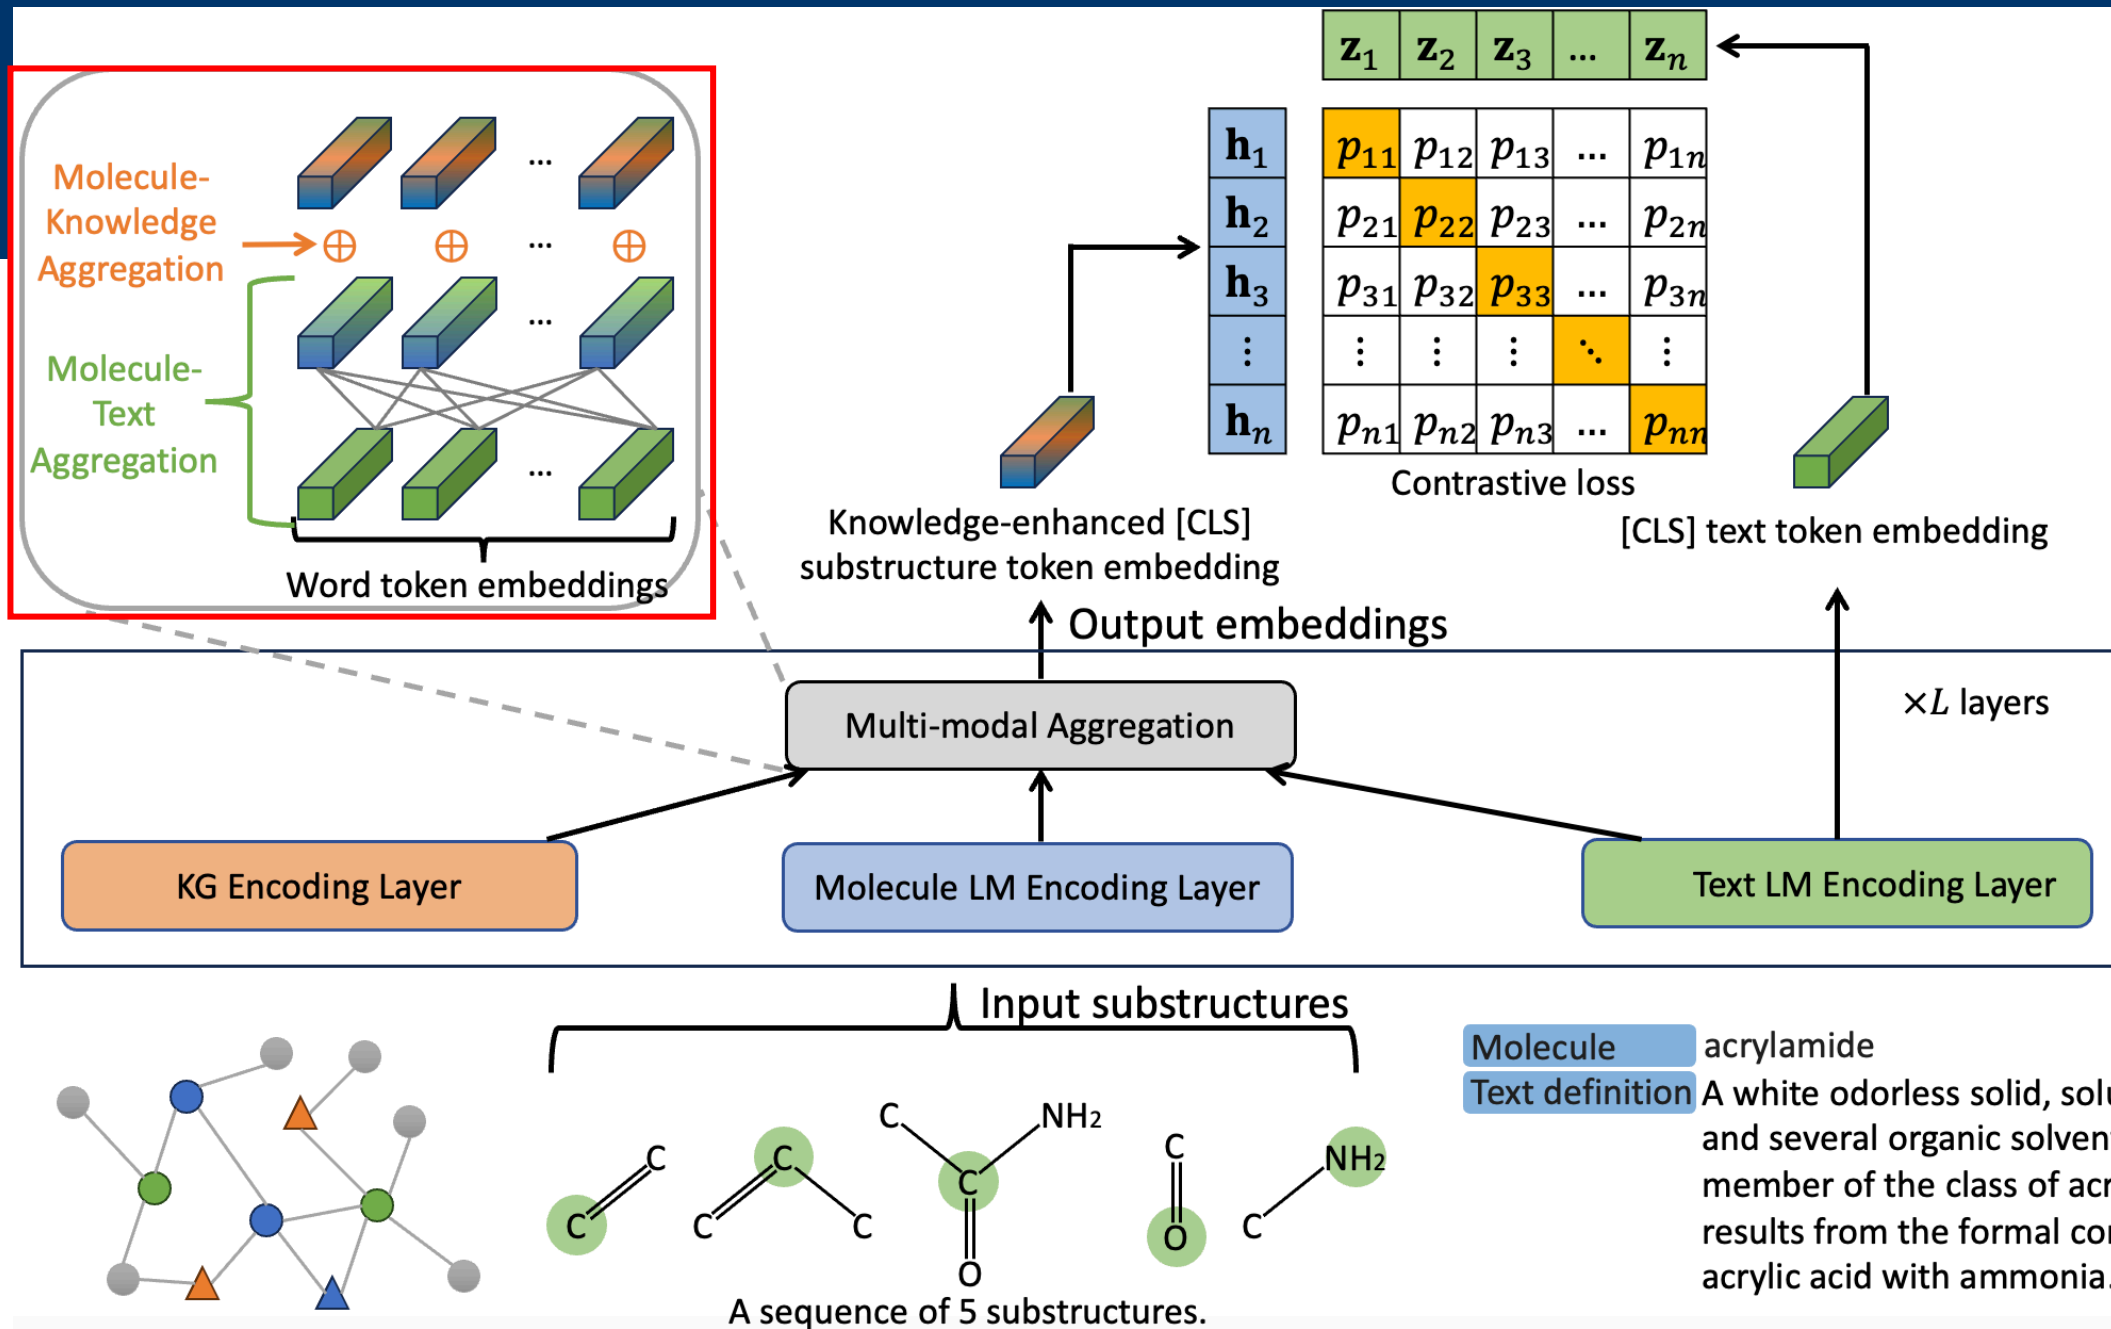 Molecule-
Knowledge
Aggregation
...
...
...
...
Molecule-
Text
Aggregation
Word token embeddings
z1 z2 z3 ... zn
h1 p11 p12 p13 ... p1n
h2 p21 p22 p23 ... p2n
h3 p31 p32 p33 ... p3n
⋮ ⋮ ⋮ ⋮ ⋱ ⋮
hn pn1 pn2 pn3 ... pnn
Contrastive loss
Knowledge-enhanced [CLS]
substructure token embedding
[CLS] text token embedding
Output embeddings
×L layers
Multi-modal Aggregation
KG Encoding Layer
Molecule LM Encoding Layer
Text LM Encoding Layer
Input substructures
C C
C C C
C NH2 C O
C O
C NH2
A sequence of 5 substructures.
Molecule acrylamide
Text definition A white odorless solid,
and several organic
member of the class of
results from the formal
acrylic acid with ammonia.